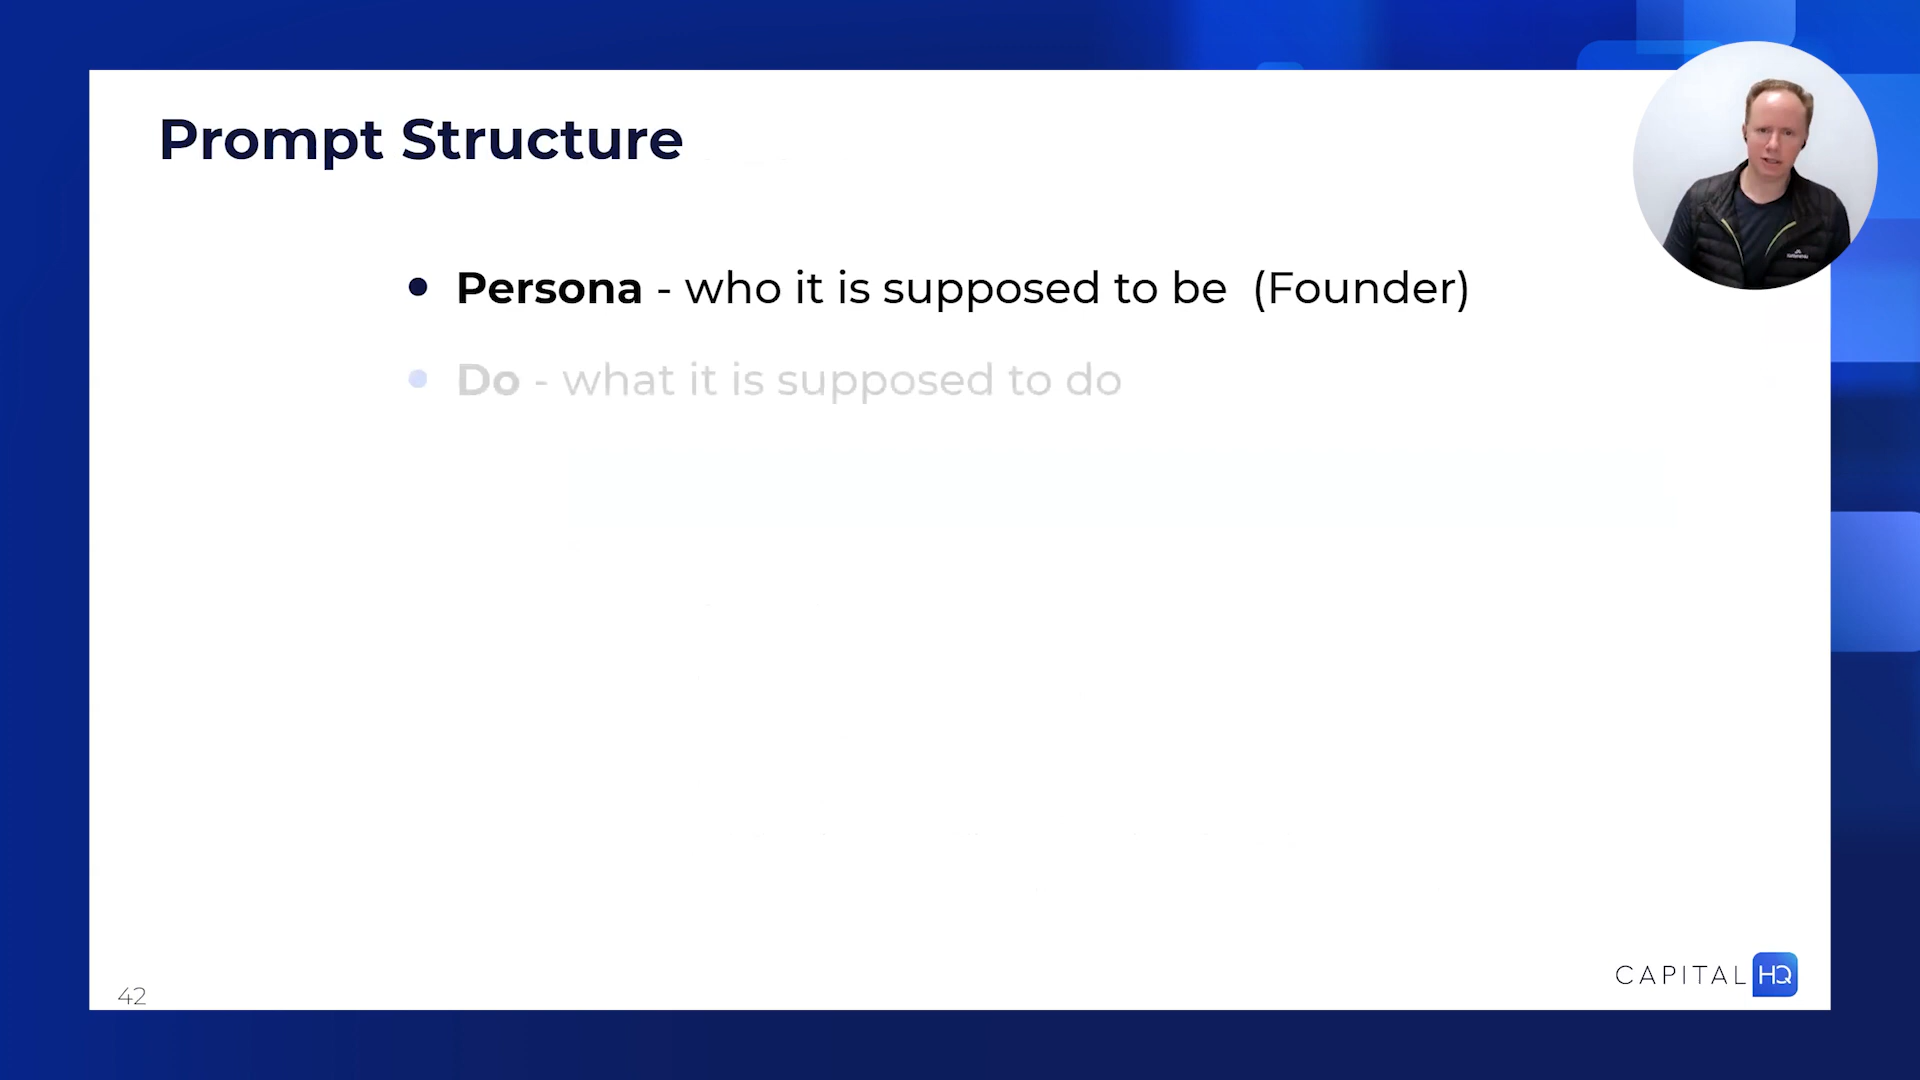 Prompt Structure
• Persona - who it is supposed to be (Founder)
• Do - what it is supposed to do
42
CAPITAL HQ